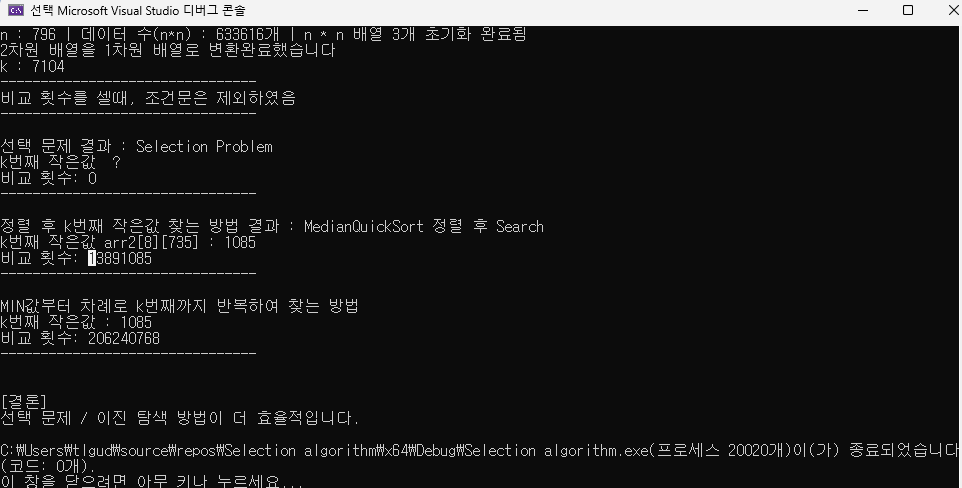 선택 Microsoft Visual Studio 디버그 콘솔
n : 796 | 데이터 수(n*n) : 633616개 | n * n 배열 3개 초기화 완료됨
2차원 배열을 1차원 배열로 변환완료했습니다
k : 7104
--------------------------------
비교 횟수를 셀때, 조건문은 제외하였음
--------------------------------
선택 문제 결과 : Selection Problem
k번째 작은값  ?
비교 횟수: 0
--------------------------------
정렬 후 k번째 작은값 찾는 방법 결과 : MedianQuickSort 정렬 후 Search
k번째 작은값 arr2[8][735] : 1085
비교 횟수: 13891085
--------------------------------
MIN값부터 차례로 k번째까지 반복하여 찾는 방법
k번째 작은값 : 1085
비교 횟수: 206240768
--------------------------------
[결론]
선택 문제 / 이진 탐색 방법이 더 효율적입니다.
C:₩Users₩tlgud₩source₩repos₩Selection algorithm₩x64₩Debug₩Selection algorithm.exe(프로세스 20020개)이(가) 종료되었습니다
(코드: 0개).
이 창을 닫으려면 아무 키나 누르세요...